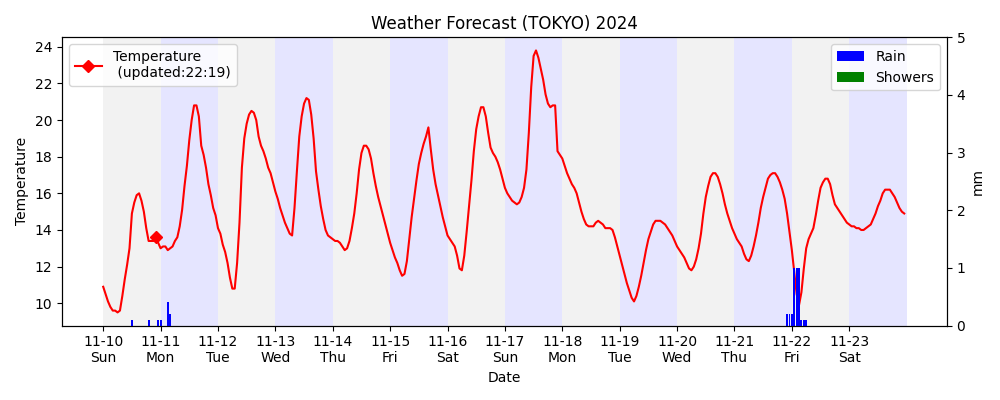 Weather Forecast (TOKYO) 2024
Temperature
(updated:22:19)
Rain
Showers
Temperature
24
22
20
18
16
14
12
10
5
4
3
2
1
0
mm
11-10 11-11 11-12 11-13 11-14 11-15 11-16 11-17 11-18 11-19 11-20 11-21 11-22 11-23
Sun Mon Tue Wed Thu Fri Sat Sun Mon Tue Wed Thu Fri Sat
Date